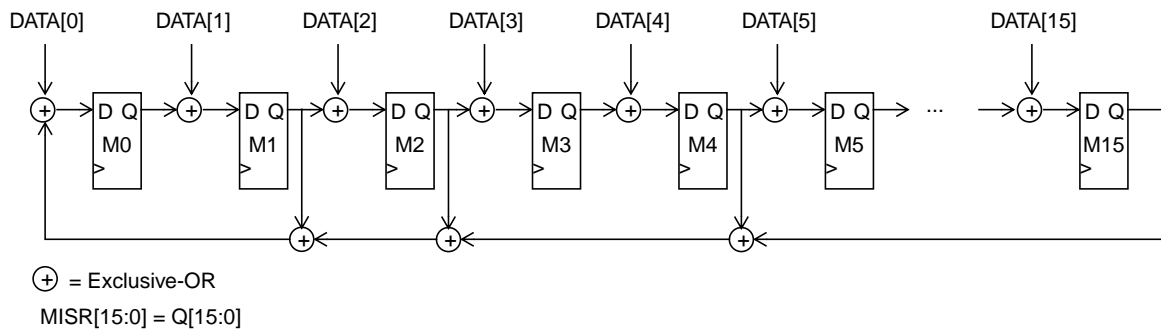 DATA[0] DATA[1] DATA[2] DATA[3] DATA[4] DATA[5] DATA[15]
+ + + + + + ... +
D Q D Q D Q D Q D Q D Q D Q
M0 M1 M2 M3 M4 M5 M15
> > > > > > >
+ + +
+ = Exclusive-OR
MISR[15:0] = Q[15:0]